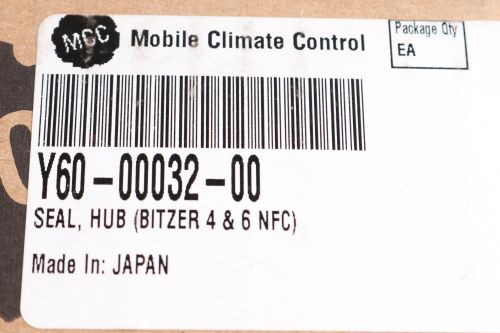 MCC Mobile Climate Control
Package Qty
EA
Y60-00032-00
SEAL, HUB (BITZER 4 & 6 NFC)
Made In: JAPAN